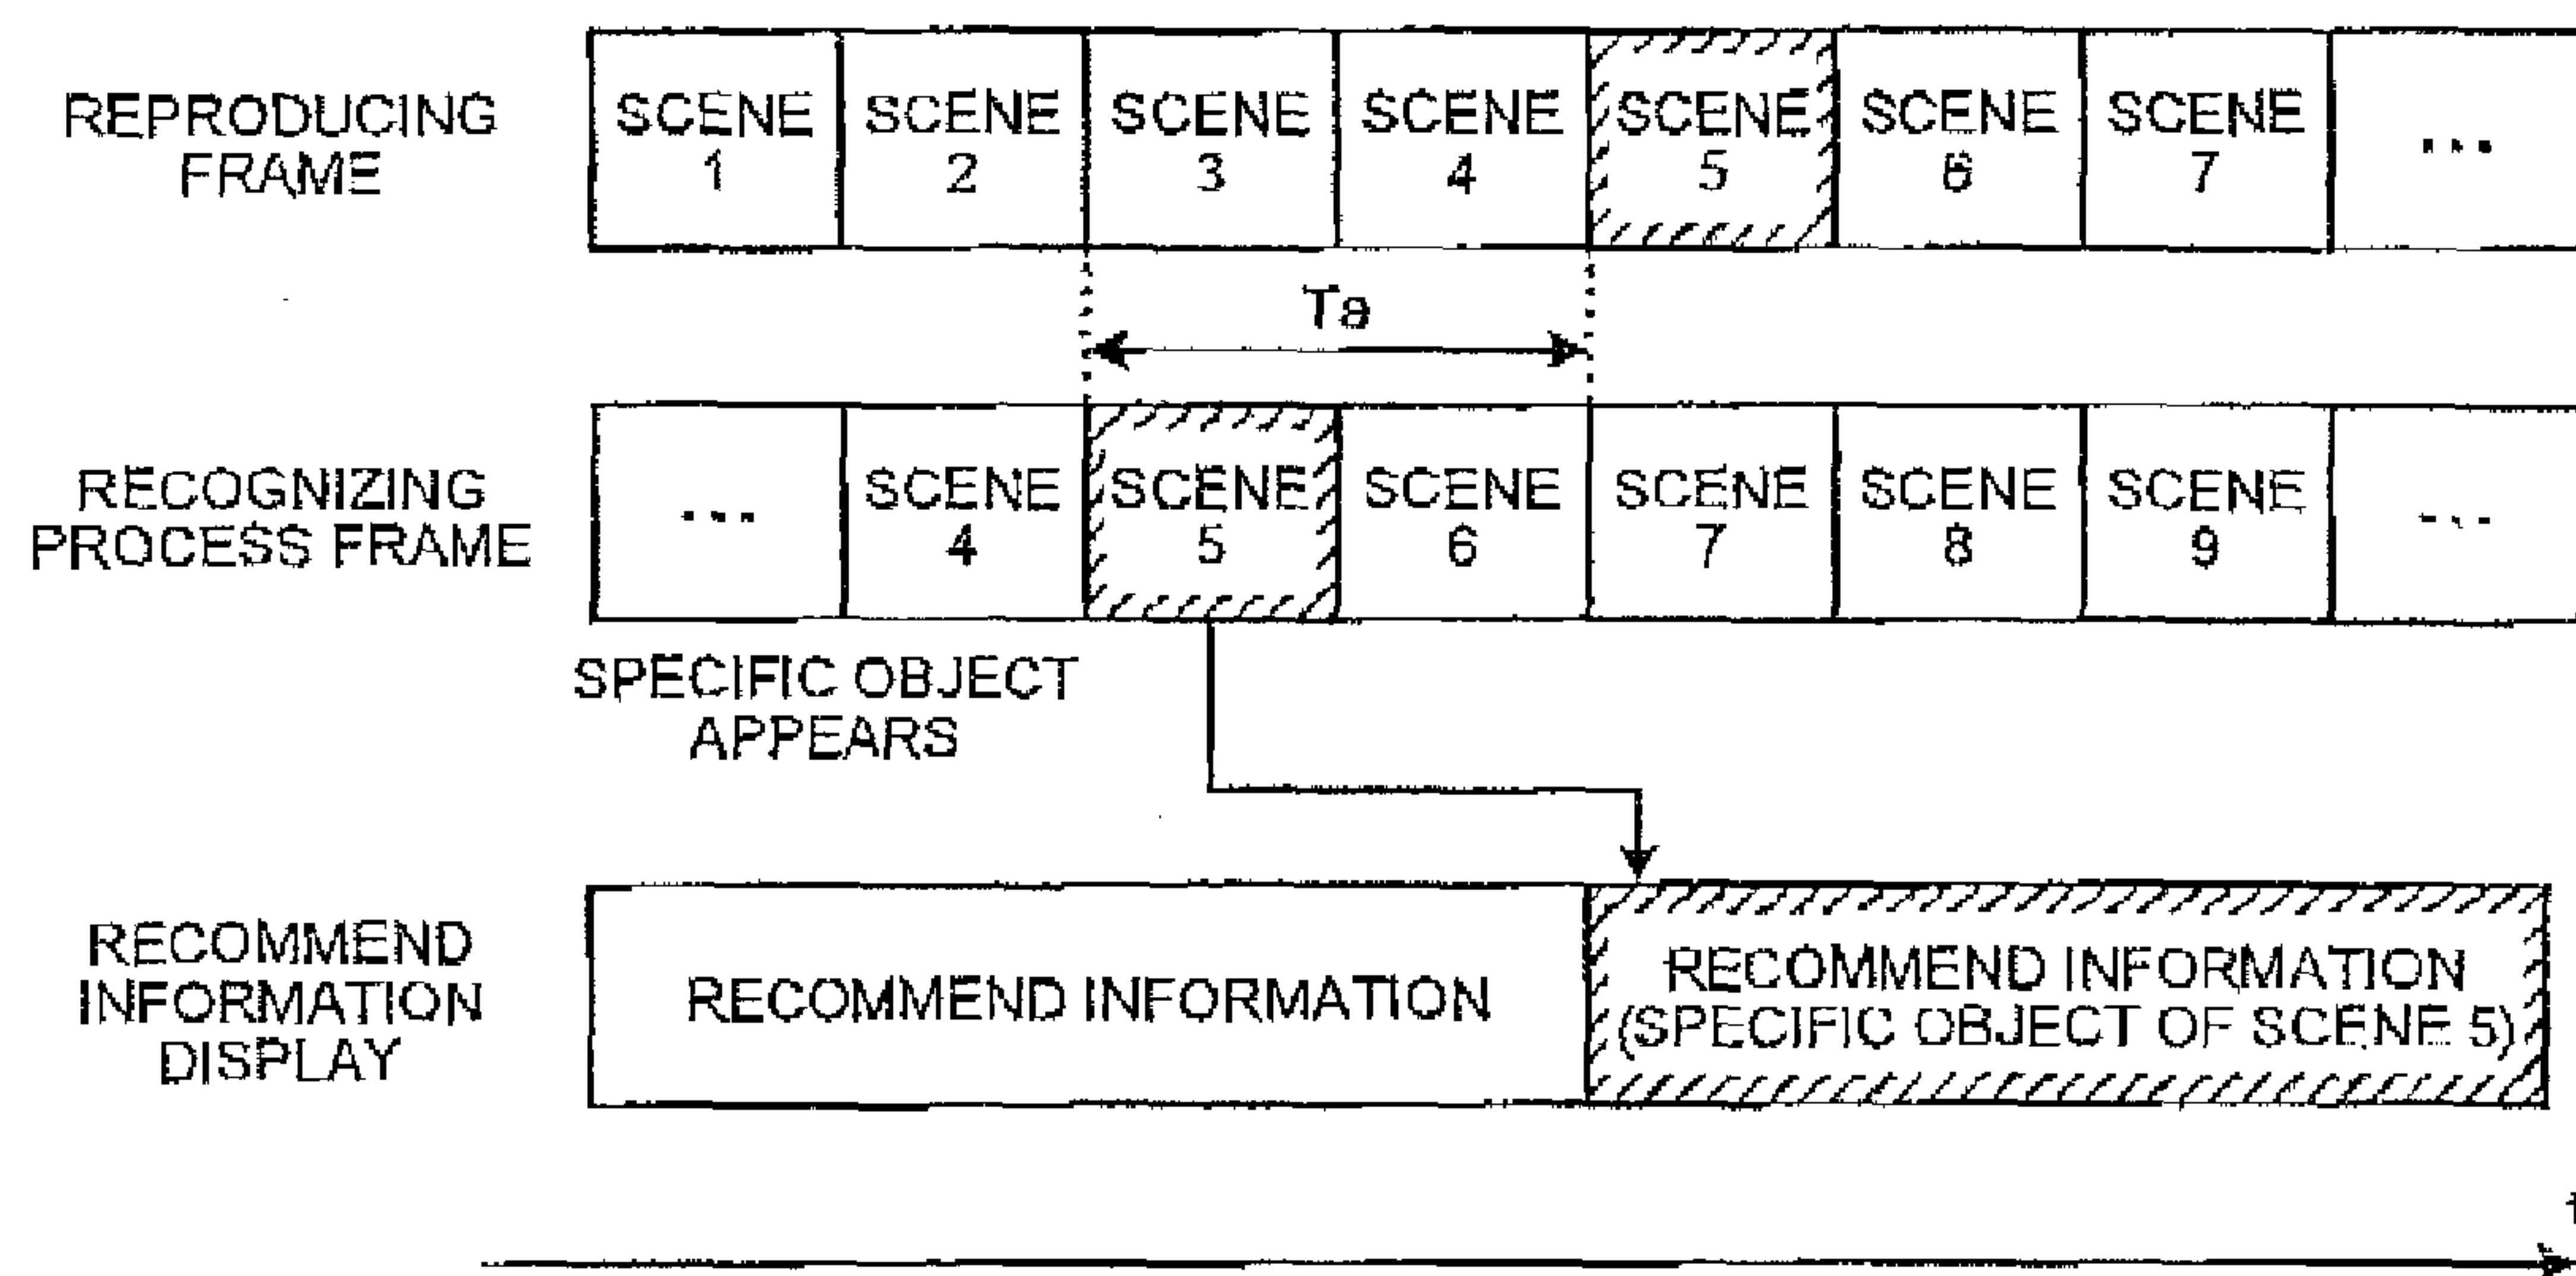 REPRODUCING
FRAME
SCENE
1
SCENE
2
SCENE
3
SCENE
4
SCENE
5
SCENE
6
SCENE
7
...
Ta
RECOGNIZING
PROCESS FRAME
...
SCENE
4
SCENE
5
SCENE
6
SCENE
7
SCENE
8
SCENE
9
...
SPECIFIC OBJECT
APPEARS
RECOMMEND
INFORMATION
DISPLAY
RECOMMEND INFORMATION
RECOMMEND INFORMATION
(SPECIFIC OBJECT OF SCENE 5)
t